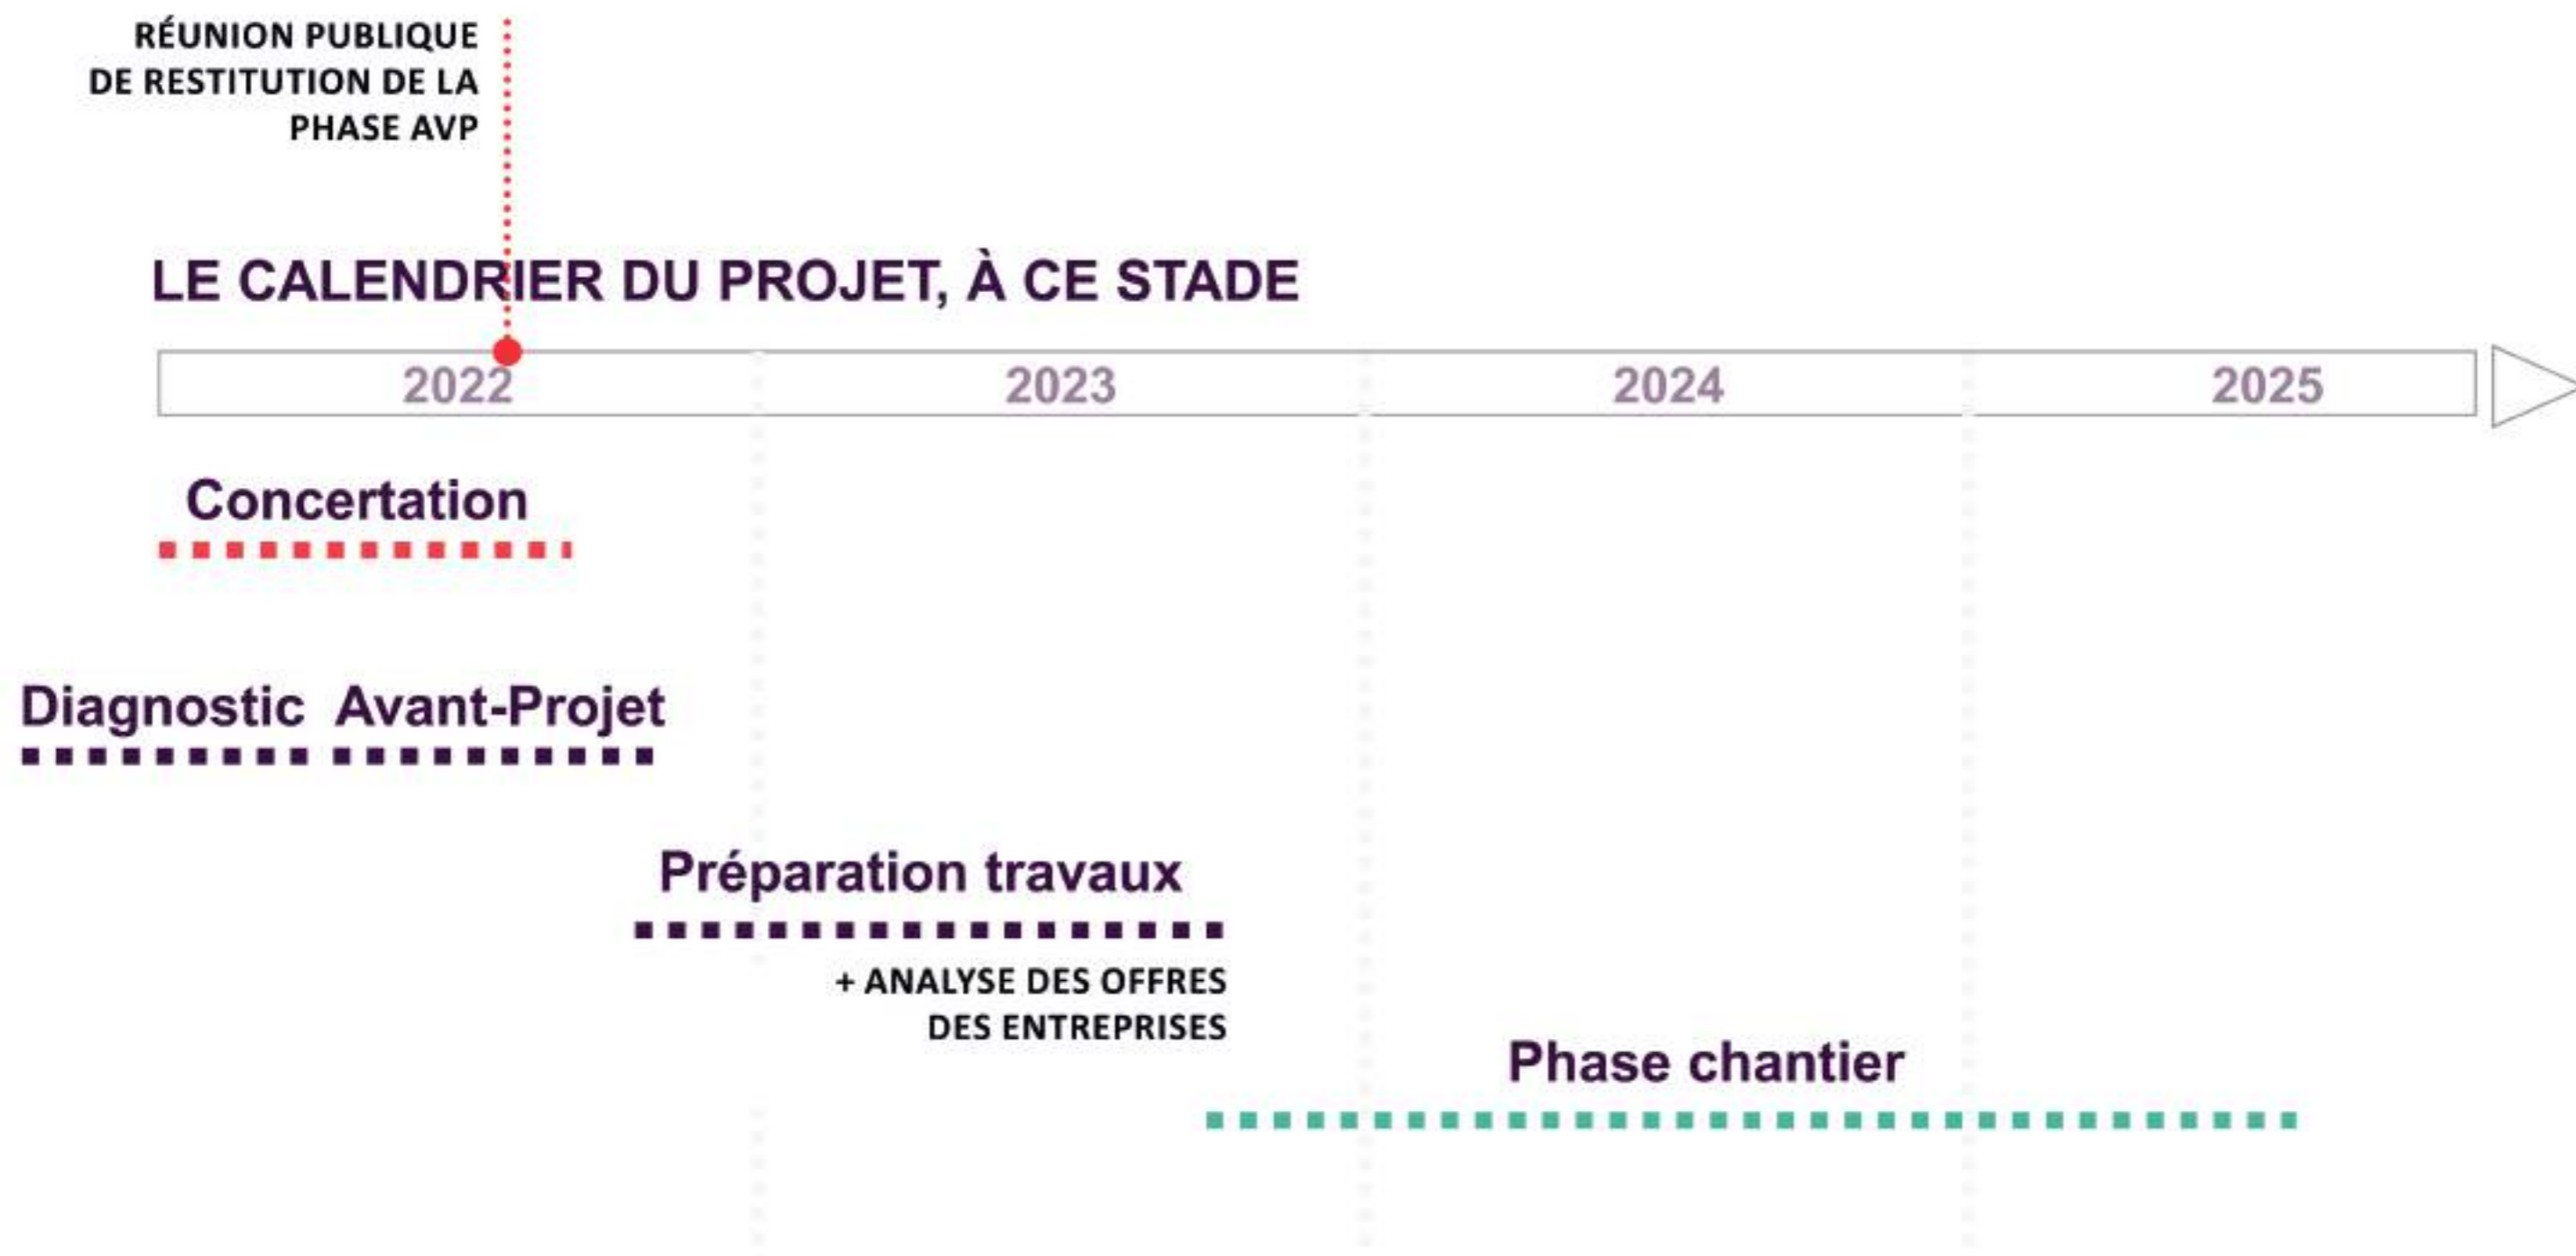 RÉUNION PUBLIQUE
DE RESTITUTION DE LA
PHASE AVP
LE CALENDRIER DU PROJET, À CE STADE
2022 2023 2024 2025
Concertation
Diagnostic Avant-Projet
Préparation travaux
+ ANALYSE DES OFFRES
DES ENTREPRISES
Phase chantier